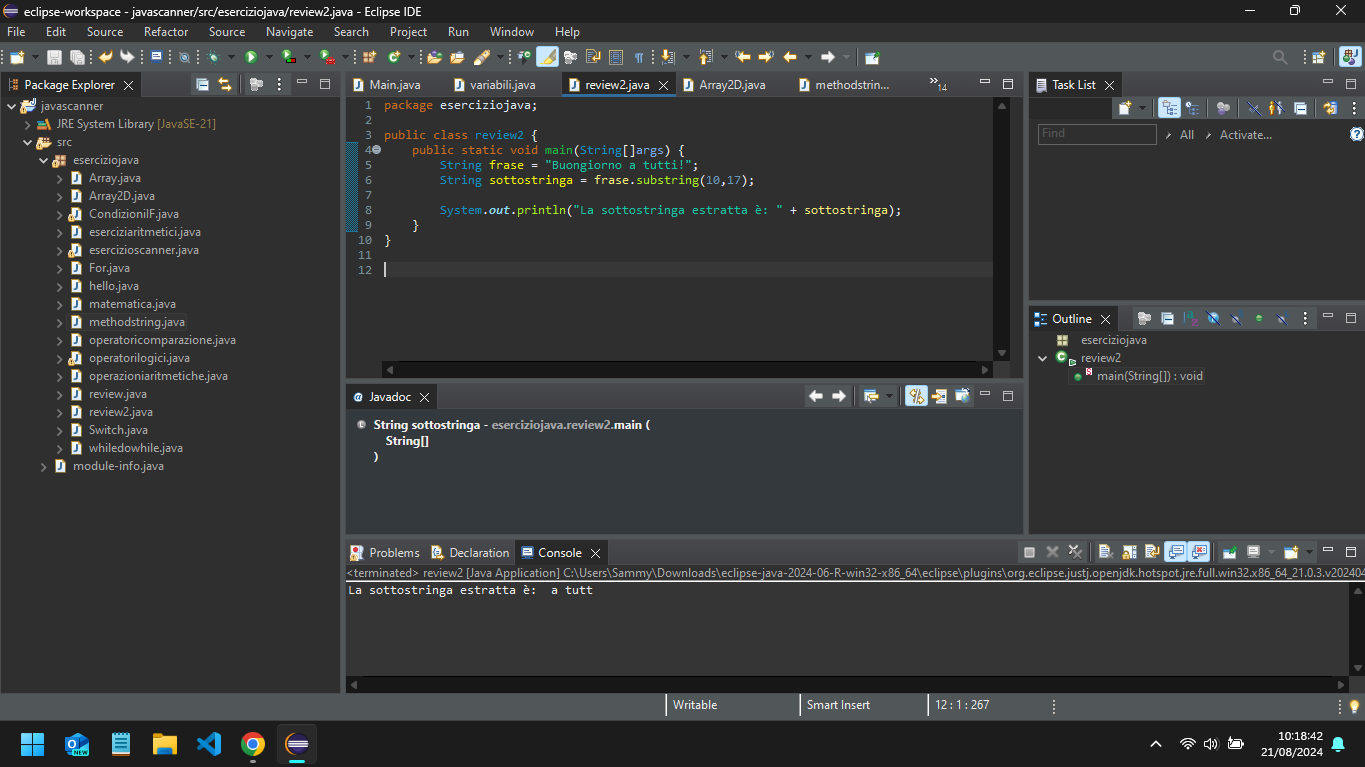 eclipse-workspace - javascanner/src/eserciziojava/review2.java - Eclipse IDE
File Edit Source Refactor Source Navigate Search Project Run Window Help
Package Explorer
javascanner
JRE System Library [JavaSE-21]
src
eserciziojava
Array.java
Array2D.java
CondizioniIF.java
eserciziaritmetici.java
esercizioscanner.java
For.java
hello.java
matematica.java
methodstring.java
operatoricomparazione.java
operatorilogici.java
operazioniaritmetiche.java
review.java
review2.java
Switch.java
whiledowhile.java
module-info.java
Main.java variabili.java review2.java Array2D.java methodstrin... »14
1 package eserciziojava;
2
3 public class review2 {
4 public static void main(String[]args) {
5 String frase = "Buongiorno a tutti!";
6 String sottostringa = frase.substring(10,17);
7
8 System.out.println("La sottostringa estratta è: " + sottostringa);
9 }
10 }
11
12
Javadoc
String sottostringa - eserciziojava.review2.main (
String[]
)
Problems Declaration Console
<terminated> review2 [Java Application] C:\Users\Sammy\Downloads\eclipse-java-2024-06-R-win32-x86_64\eclipse\plugins\org.eclipse.justj.openjdk.hotspot.jre.full.win32.x86_64_21.0.3.v202404
La sottostringa estratta è:  a tutt
Task List
Find All Activate...
Outline
eserciziojava
review2
main(String[]) : void
Writable Smart Insert 12 : 1 : 267
NEW
10:18:42
21/08/2024